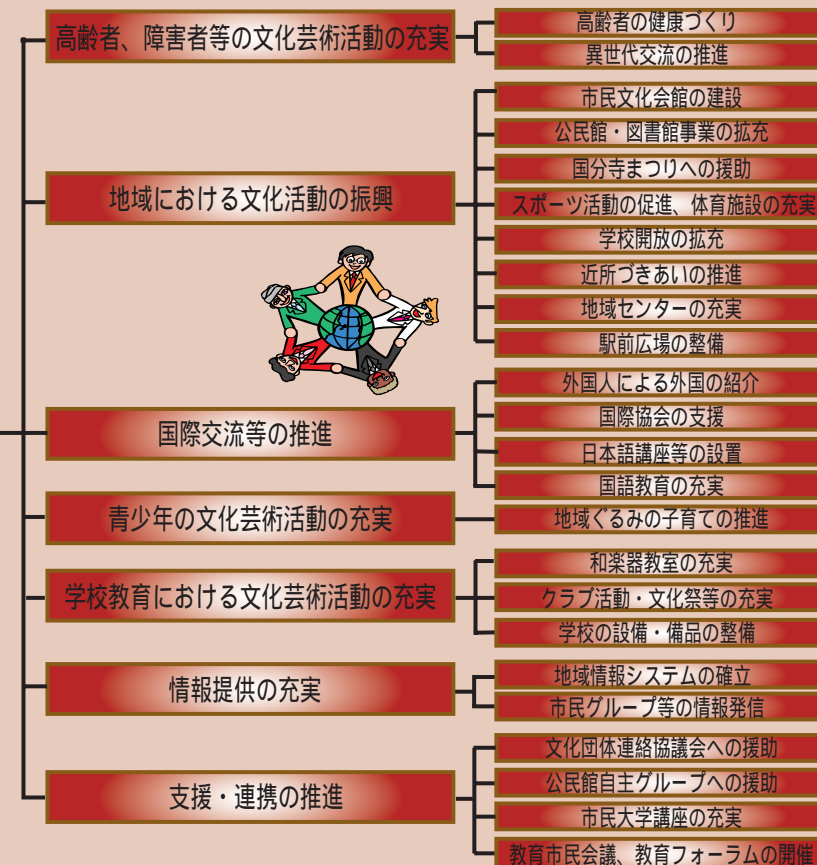 高齢者、障害者等の文化芸術活動の充実
高齢者の健康づくり
異世代交流の推進
地域における文化活動の振興
市民文化会館の建設
公民館・図書館事業の拡充
国分寺まつりへの援助
スポーツ活動の促進、体育施設の充実
学校開放の拡充
近所づきあいの推進
地域センターの充実
駅前広場の整備
国際交流等の推進
外国人による外国の紹介
国際協会の支援
日本語講座等の設置
国語教育の充実
青少年の文化芸術活動の充実
地域ぐるみの子育ての推進
学校教育における文化芸術活動の充実
和楽器教室の充実
クラブ活動・文化祭等の充実
学校の設備・備品の整備
情報提供の充実
地域情報システムの確立
市民グループ等の情報発信
支援・連携の推進
文化団体連絡協議会への援助
公民館自主グループへの援助
市民大学講座の充実
教育市民会議、教育フォーラムの開催